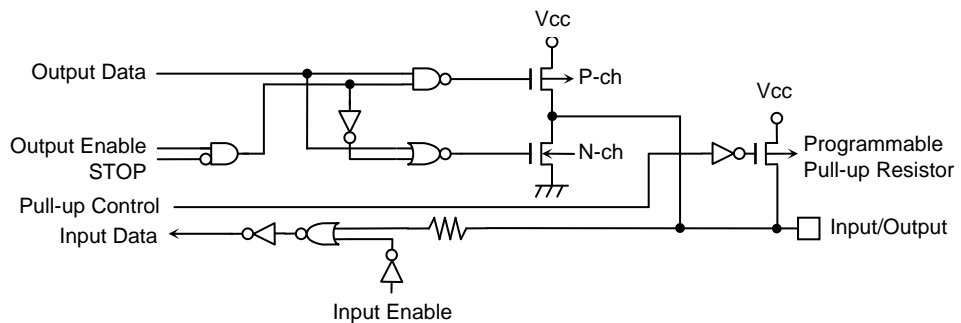 Vcc
Output Data
P-ch
Vcc
Output Enable
STOP
N-ch
Programmable
Pull-up Resistor
Pull-up Control
Input Data
Input/Output
Input Enable